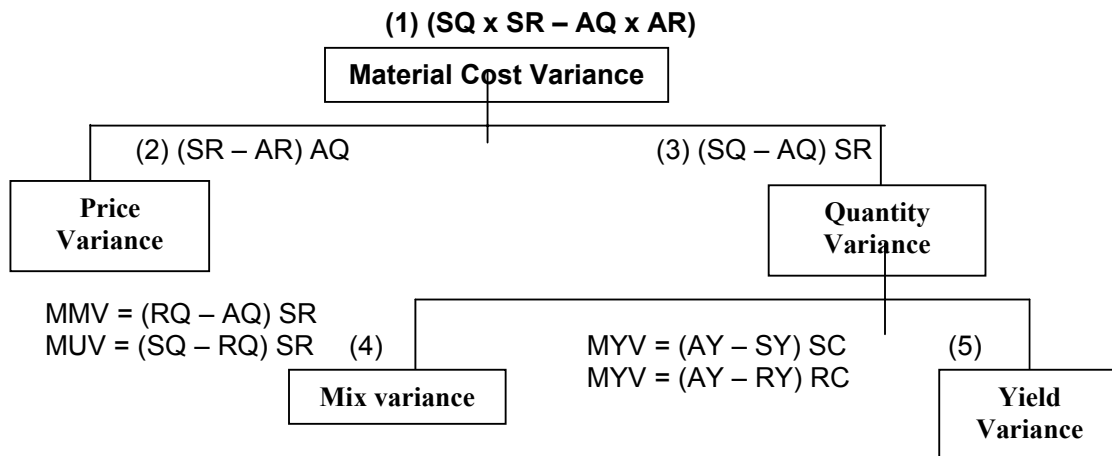 (1) (SQ x SR – AQ x AR)
Material Cost Variance
(2) (SR – AR) AQ
(3) (SQ – AQ) SR
Price
Variance
Quantity
Variance
MMV = (RQ – AQ) SR
MUV = (SQ – RQ) SR (4)
Mix variance
MYV = (AY – SY) SC (5)
MYV = (AY – RY) RC
Yield
Variance